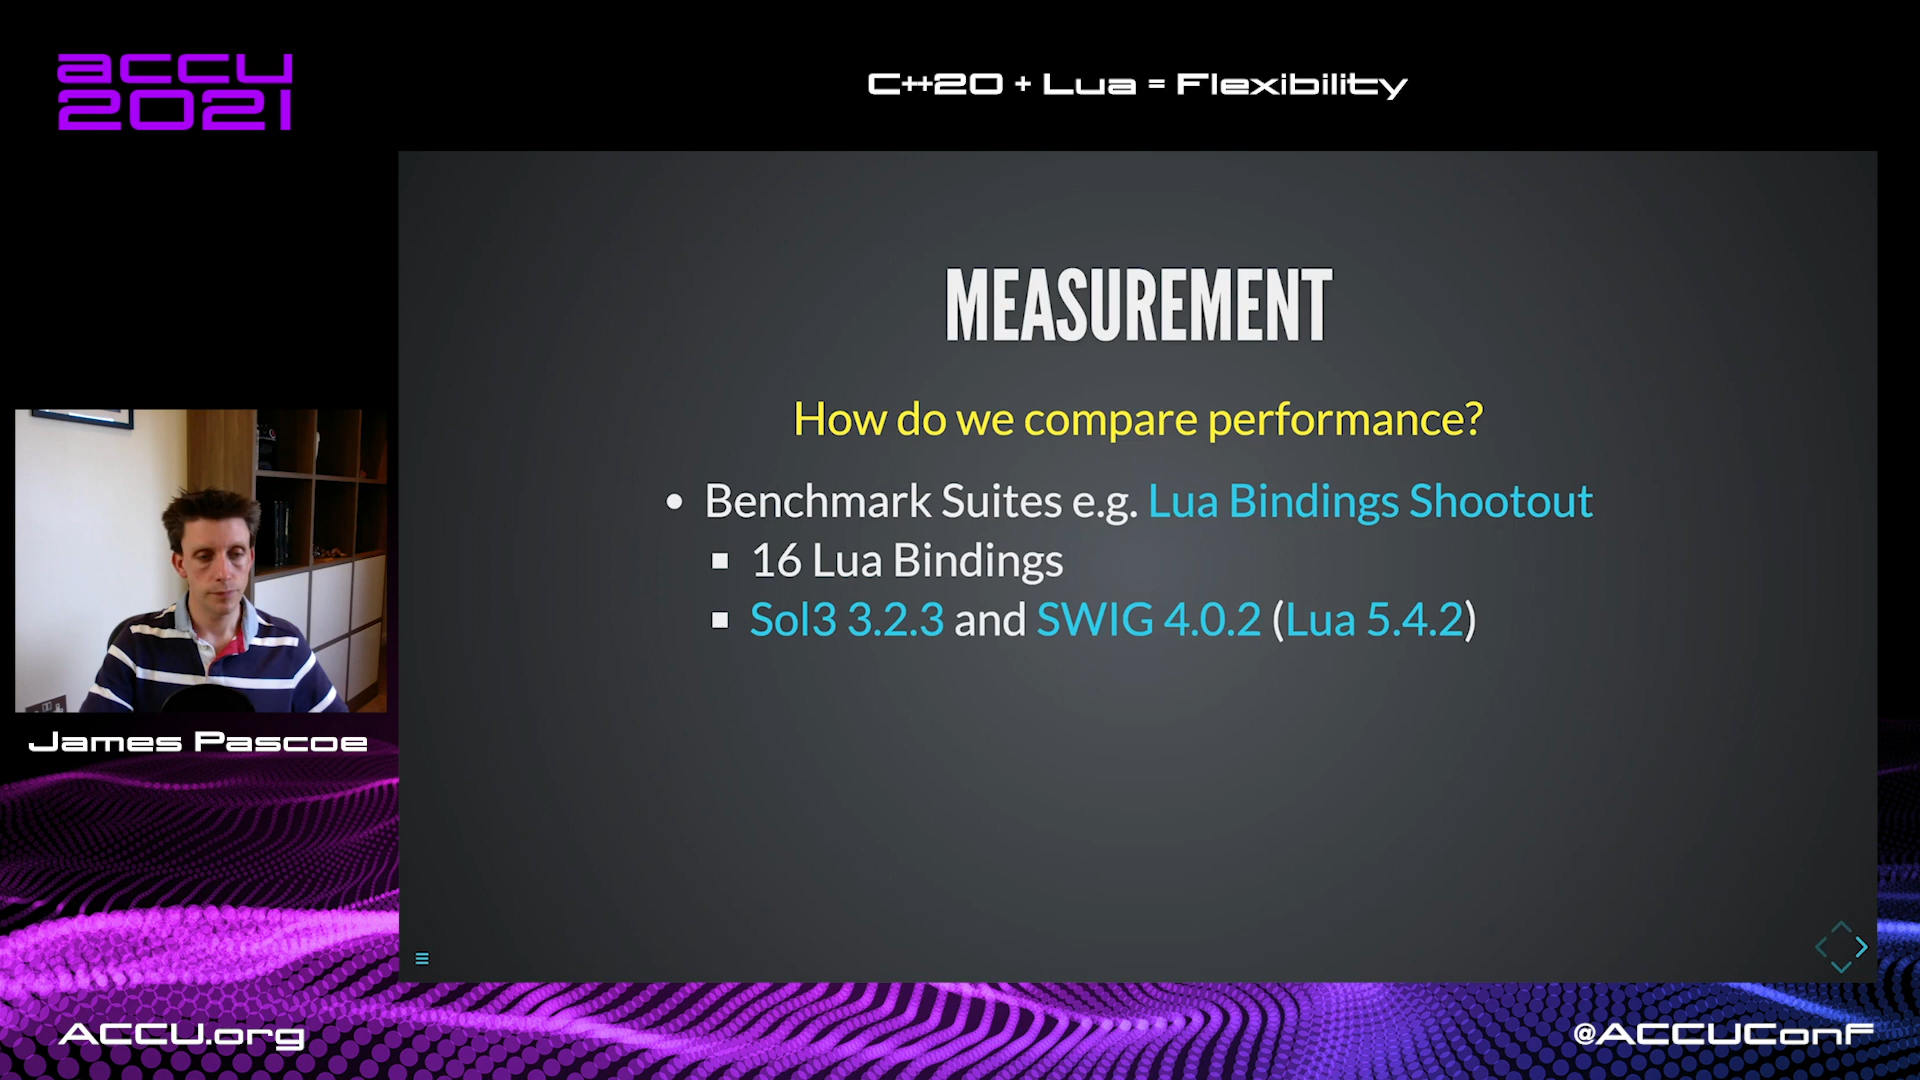 accu
2021
C++20 + Lua = Flexibility
MEASUREMENT
How do we compare performance?
• Benchmark Suites e.g. Lua Bindings Shootout
▪ 16 Lua Bindings
▪ Sol3 3.2.3 and SWIG 4.0.2 (Lua 5.4.2)
James Pascoe
ACCU.org
@ACCUConf